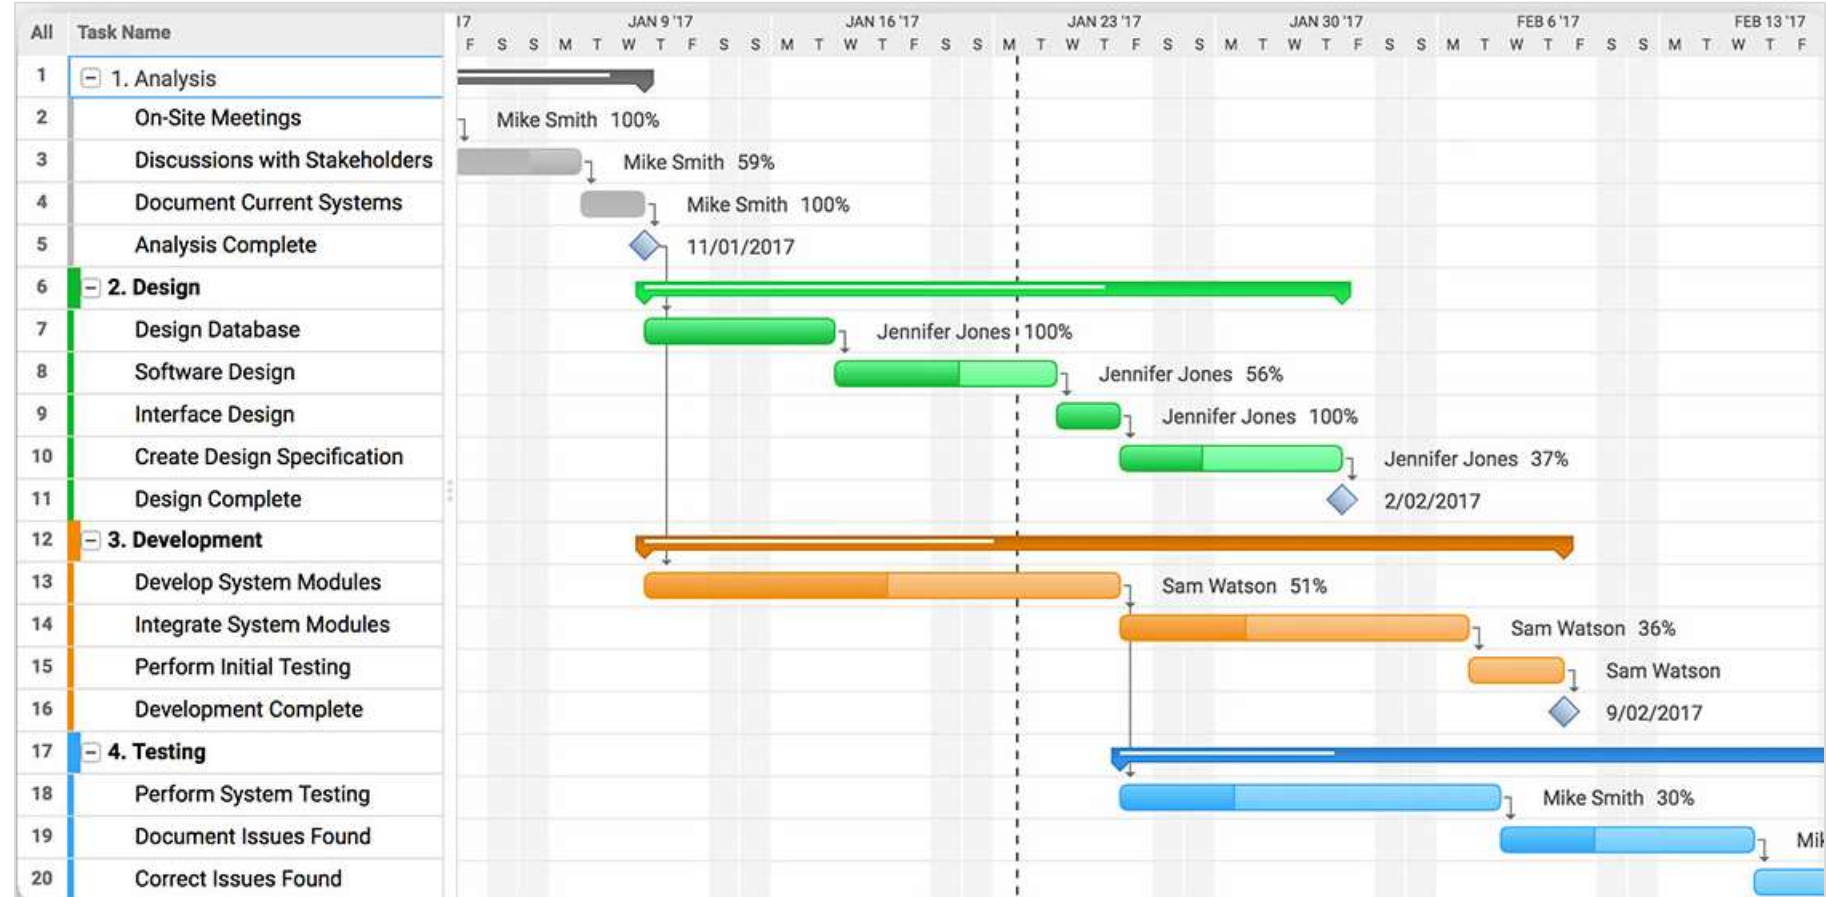 All Task Name 17 JAN 9 '17 JAN 16 '17 JAN 23 '17 JAN 30 '17 FEB 6 '17 FEB 13 '17
F S S M T W T F S S M T W T F S S M T W T F S S M T W T F S S M T W T F S S M T W T F
1 1. Analysis
2 On-Site Meetings Mike Smith 100%
3 Discussions with Stakeholders Mike Smith 59%
4 Document Current Systems Mike Smith 100%
5 Analysis Complete 11/01/2017
6 2. Design
7 Design Database Jennifer Jones 100%
8 Software Design Jennifer Jones 56%
9 Interface Design Jennifer Jones 100%
10 Create Design Specification Jennifer Jones 37%
11 Design Complete 2/02/2017
12 3. Development
13 Develop System Modules Sam Watson 51%
14 Integrate System Modules Sam Watson 36%
15 Perform Initial Testing Sam Watson
16 Development Complete 9/02/2017
17 4. Testing
18 Perform System Testing Mike Smith 30%
19 Document Issues Found
20 Correct Issues Found